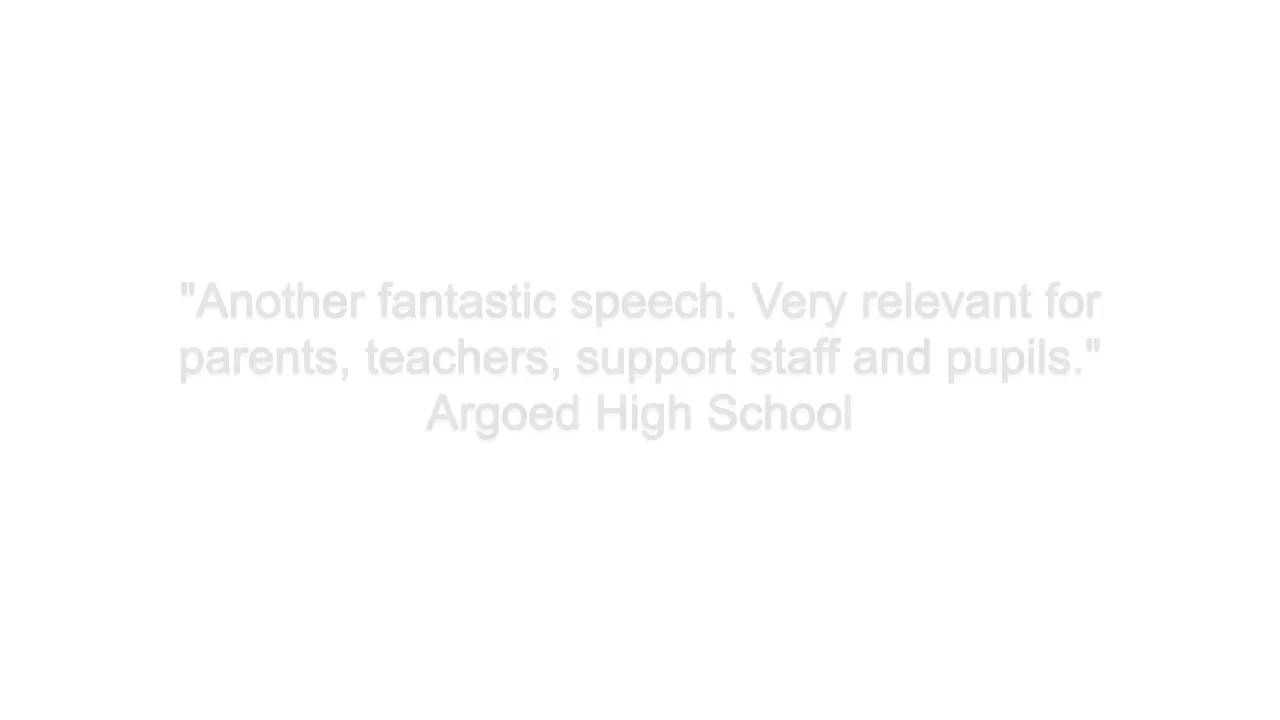 "Another fantastic speech. Very relevant for
parents, teachers, support staff and pupils."
Argoed High School